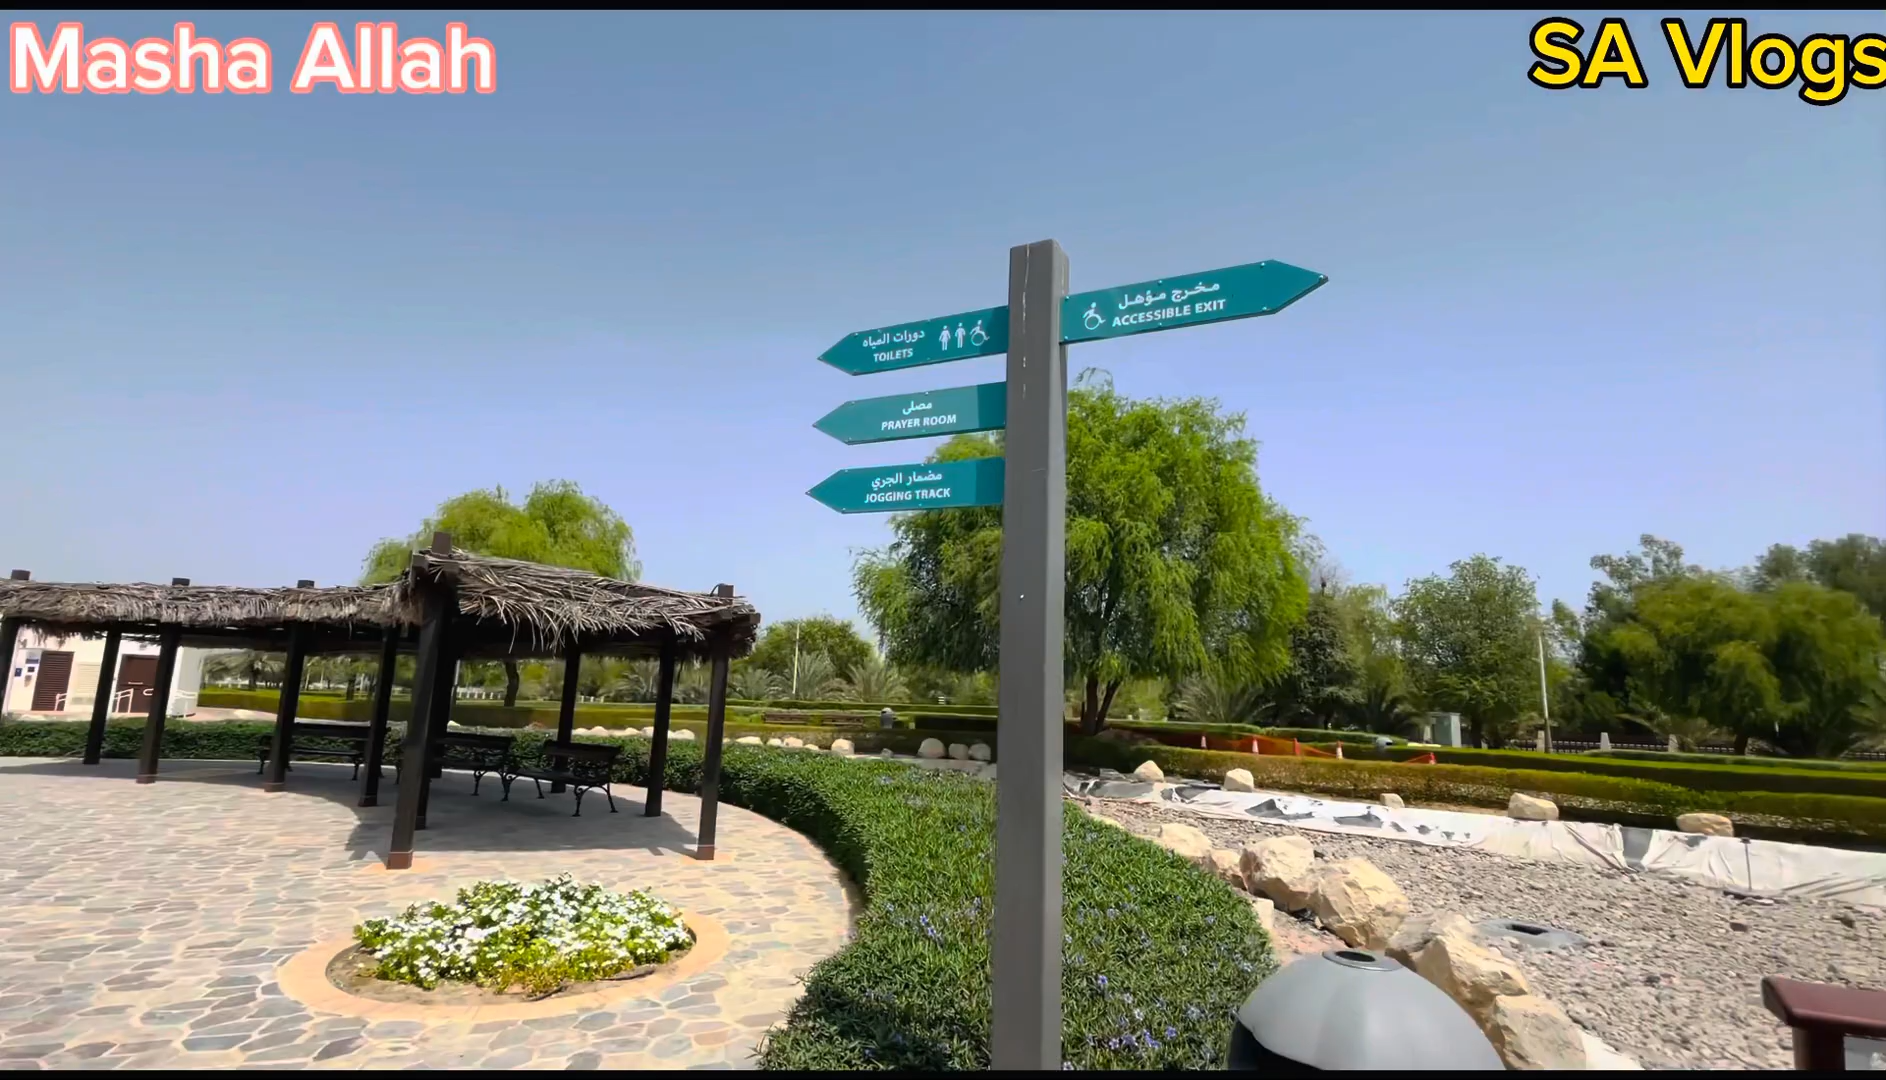 Masha Allah
SA Vlogs
مخرج مؤهل
ACCESSIBLE EXIT
دورات المياه
TOILETS
مصلى
PRAYER ROOM
مضمار الجري
JOGGING TRACK